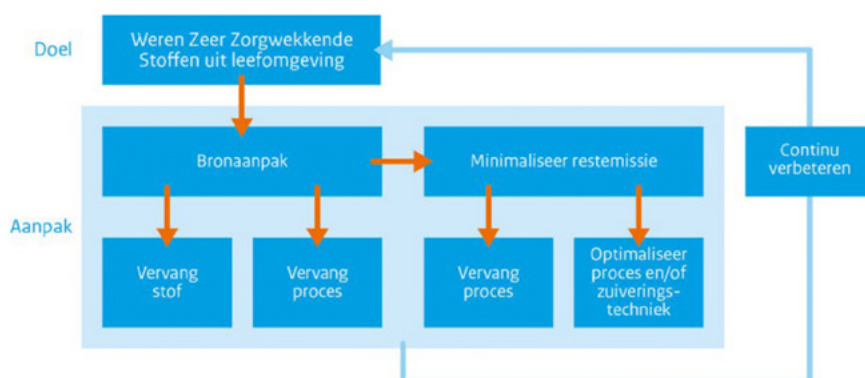 Doel
Weren Zeer Zorgwekkende
Stoffen uit leefomgeving
Bronaanpak
Minimaliseer restemissie
Continu
verbeteren
Aanpak
Vervang
stof
Vervang
proces
Vervang
proces
Optimaliseer
proces en/of
zuiverings-
techniek